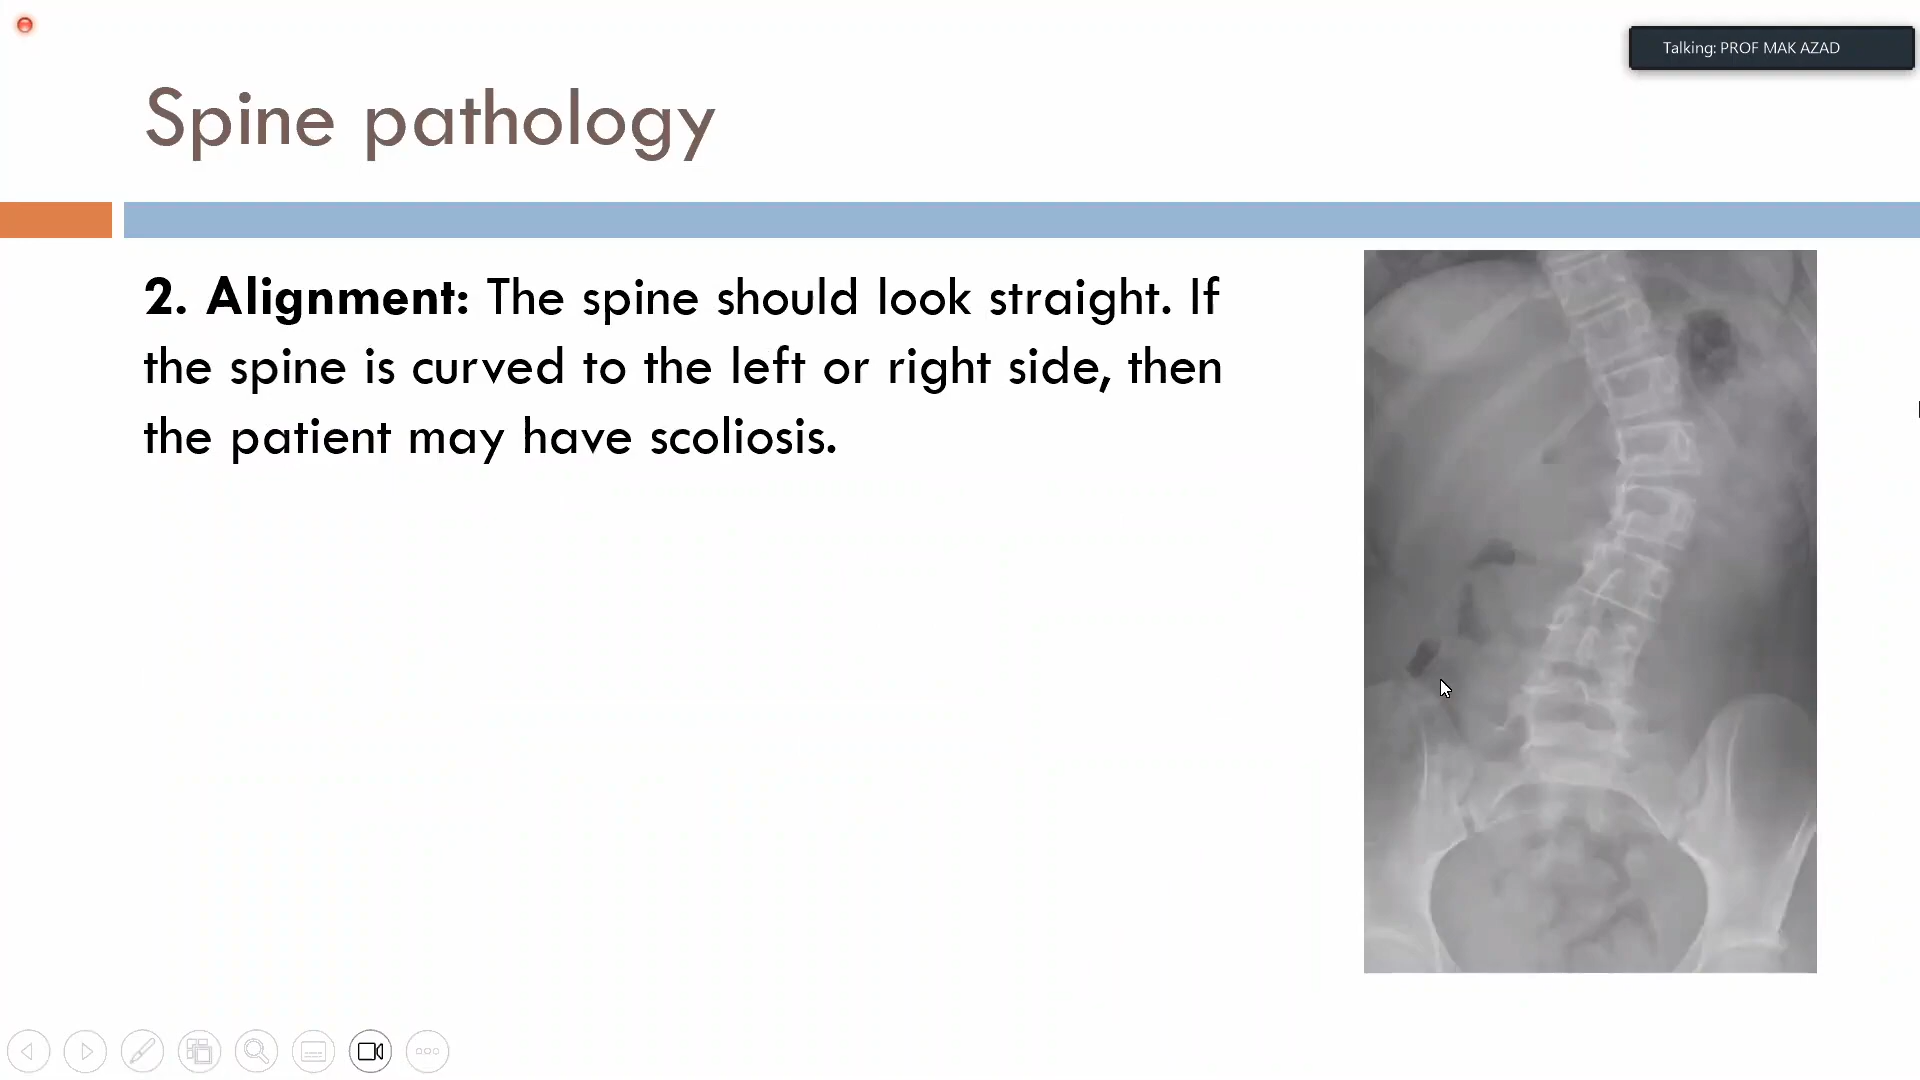 Talking: PROF MAK AZAD
Spine pathology
2. Alignment: The spine should look straight. If
the spine is curved to the left or right side, then
the patient may have scoliosis.